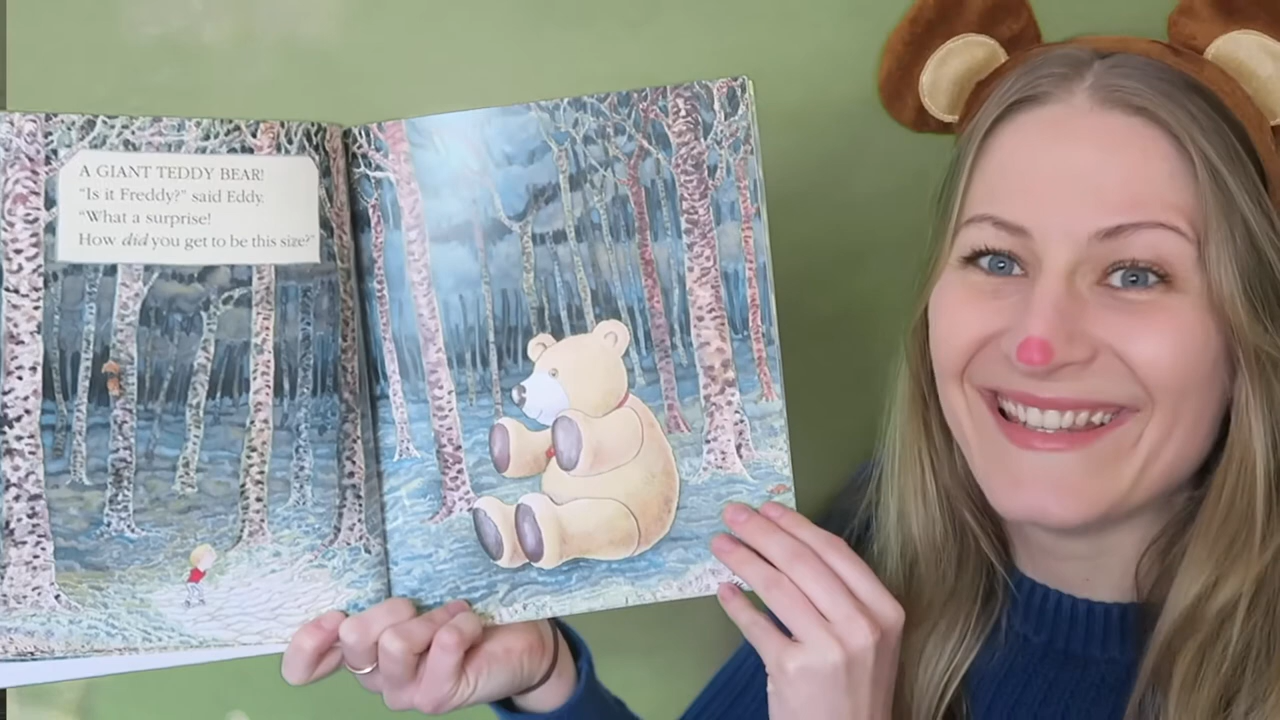 A GIANT TEDDY BEAR!
"Is it Freddy?" said Eddy.
"What a surprise!
How did you get to be this size?"